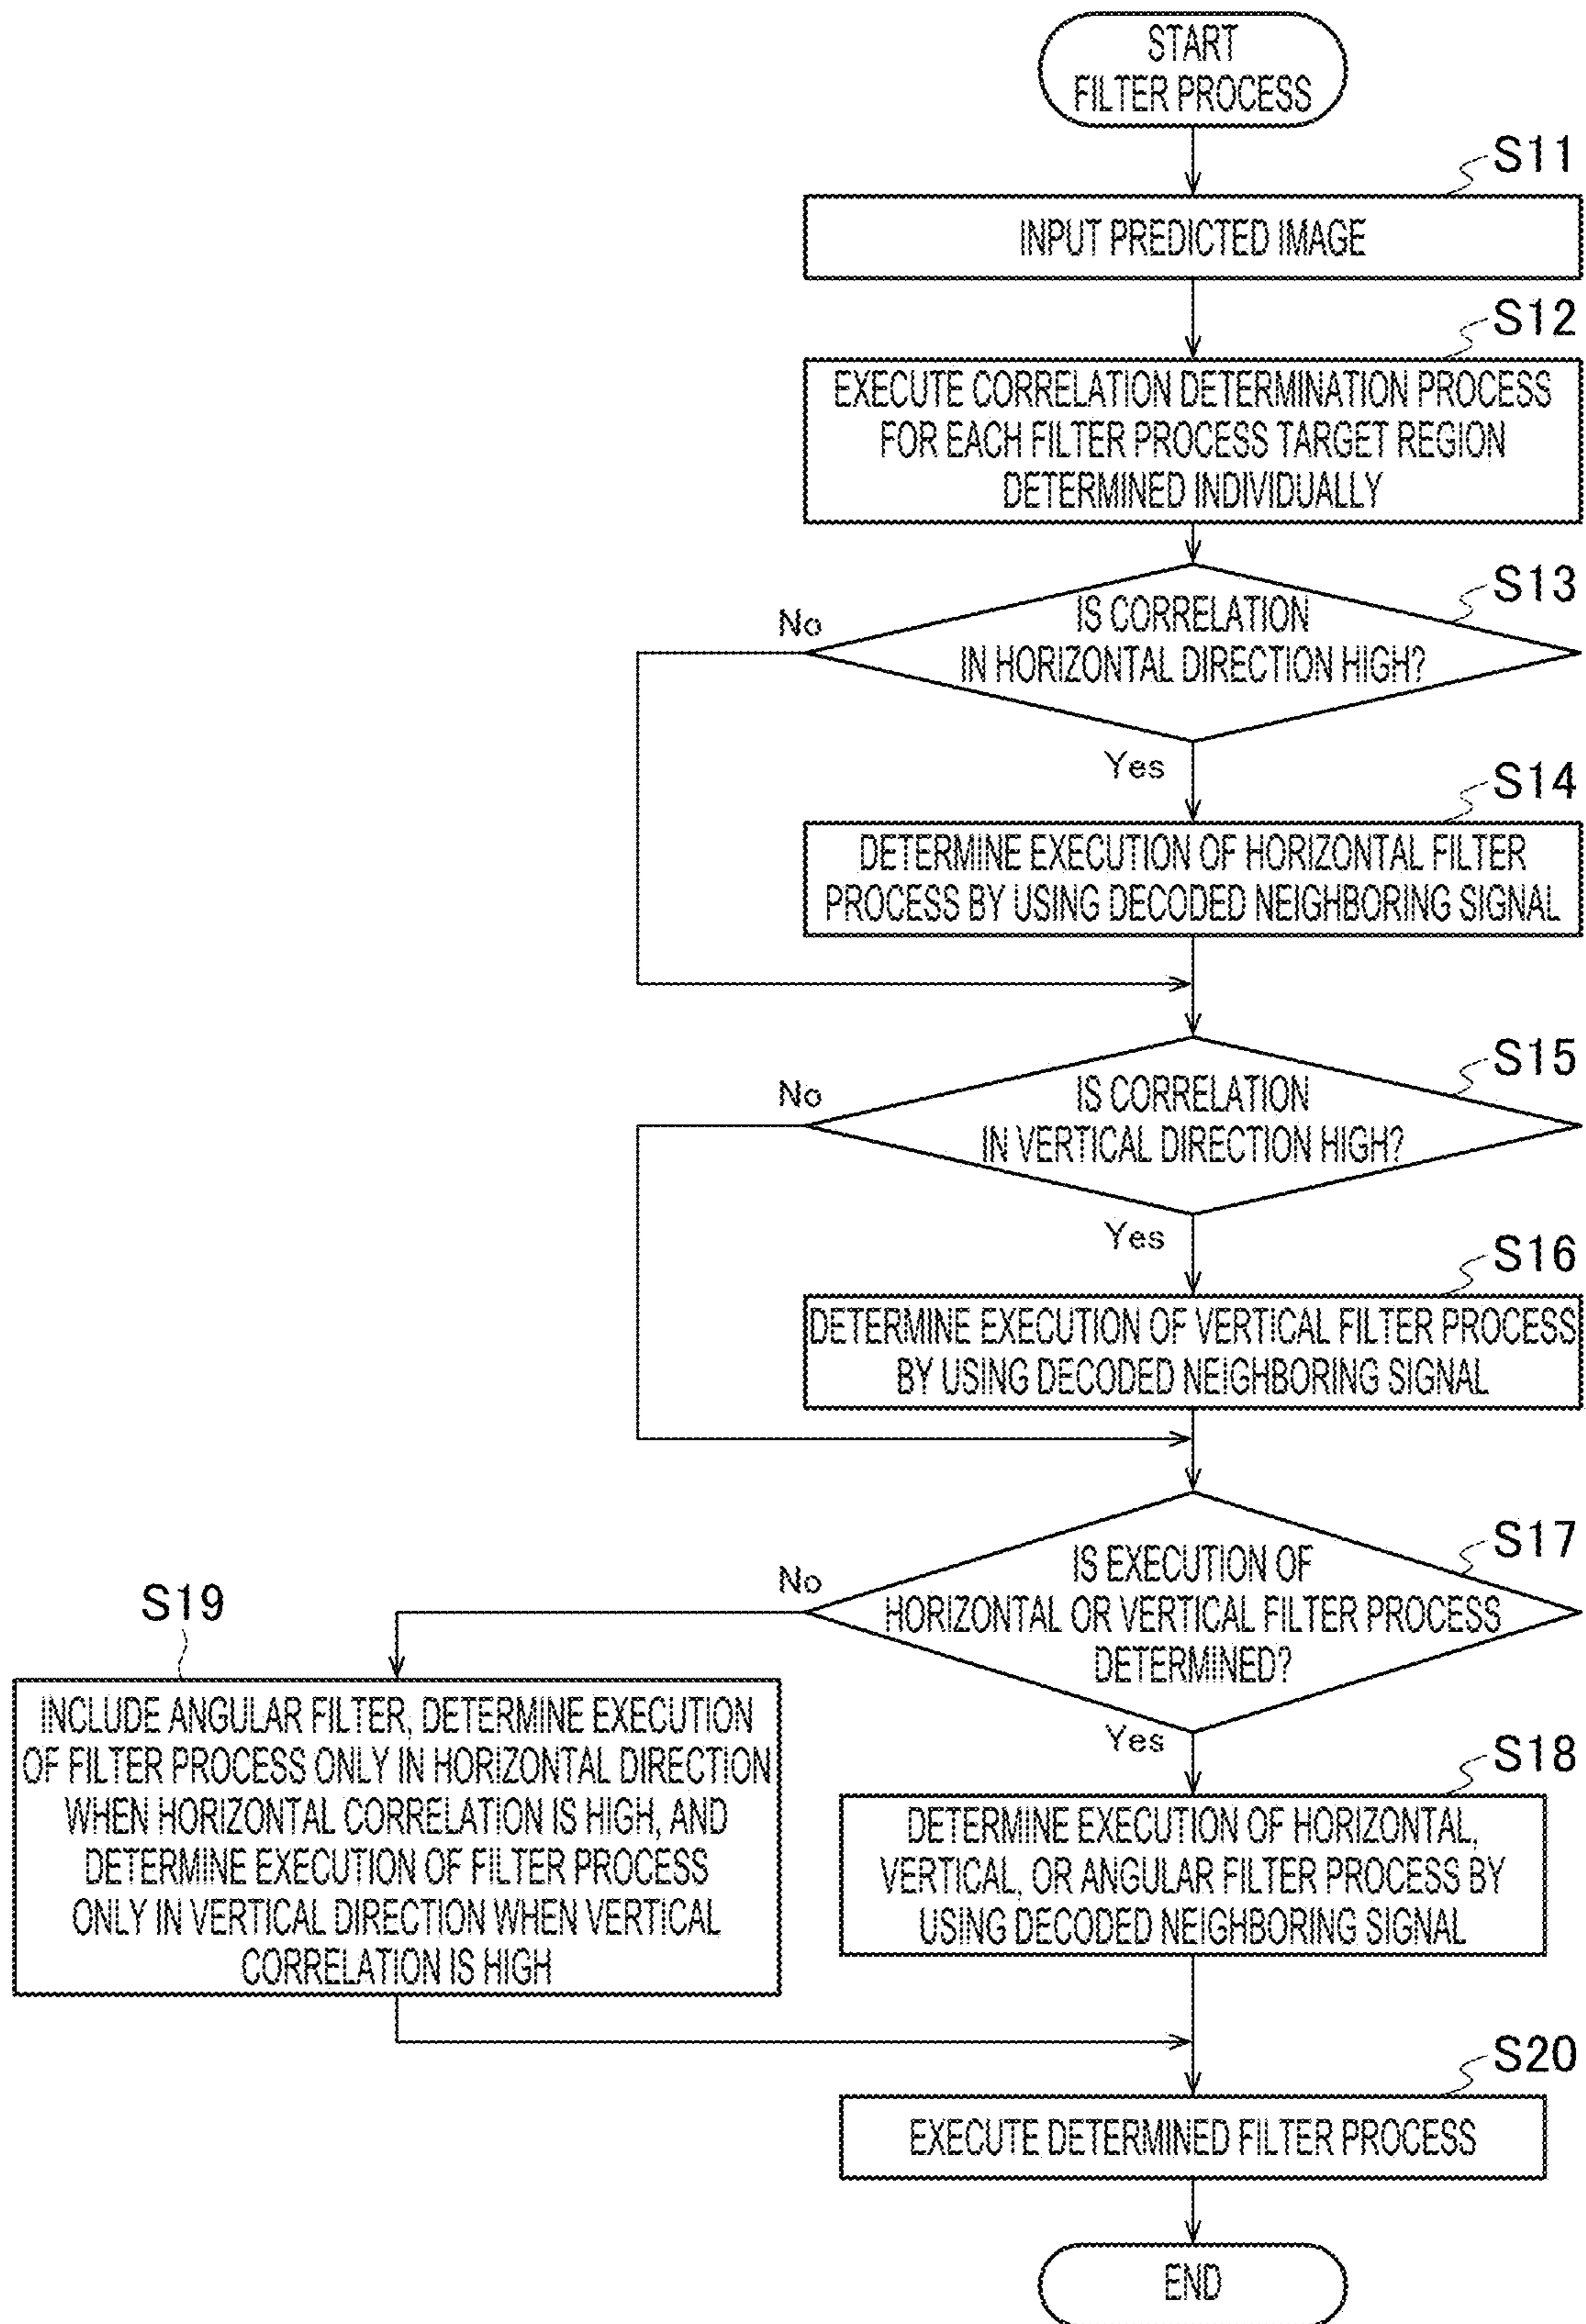 START
FILTER PROCESS
S11
INPUT PREDICTED IMAGE
S12
EXECUTE CORRELATION DETERMINATION PROCESS
FOR EACH FILTER PROCESS TARGET REGION
DETERMINED INDIVIDUALLY
S13
IS CORRELATION
IN HORIZONTAL DIRECTION HIGH?
No
Yes
S14
DETERMINE EXECUTION OF HORIZONTAL FILTER
PROCESS BY USING DECODED NEIGHBORING SIGNAL
S15
IS CORRELATION
IN VERTICAL DIRECTION HIGH?
No
Yes
S16
DETERMINE EXECUTION OF VERTICAL FILTER PROCESS
BY USING DECODED NEIGHBORING SIGNAL
S17
IS EXECUTION OF
HORIZONTAL OR VERTICAL FILTER PROCESS
DETERMINED?
No
Yes
S19
INCLUDE ANGULAR FILTER, DETERMINE EXECUTION
OF FILTER PROCESS ONLY IN HORIZONTAL DIRECTION
WHEN HORIZONTAL CORRELATION IS HIGH, AND
DETERMINE EXECUTION OF FILTER PROCESS
ONLY IN VERTICAL DIRECTION WHEN VERTICAL
CORRELATION IS HIGH
S18
DETERMINE EXECUTION OF HORIZONTAL,
VERTICAL, OR ANGULAR FILTER PROCESS BY
USING DECODED NEIGHBORING SIGNAL
S20
EXECUTE DETERMINED FILTER PROCESS
END